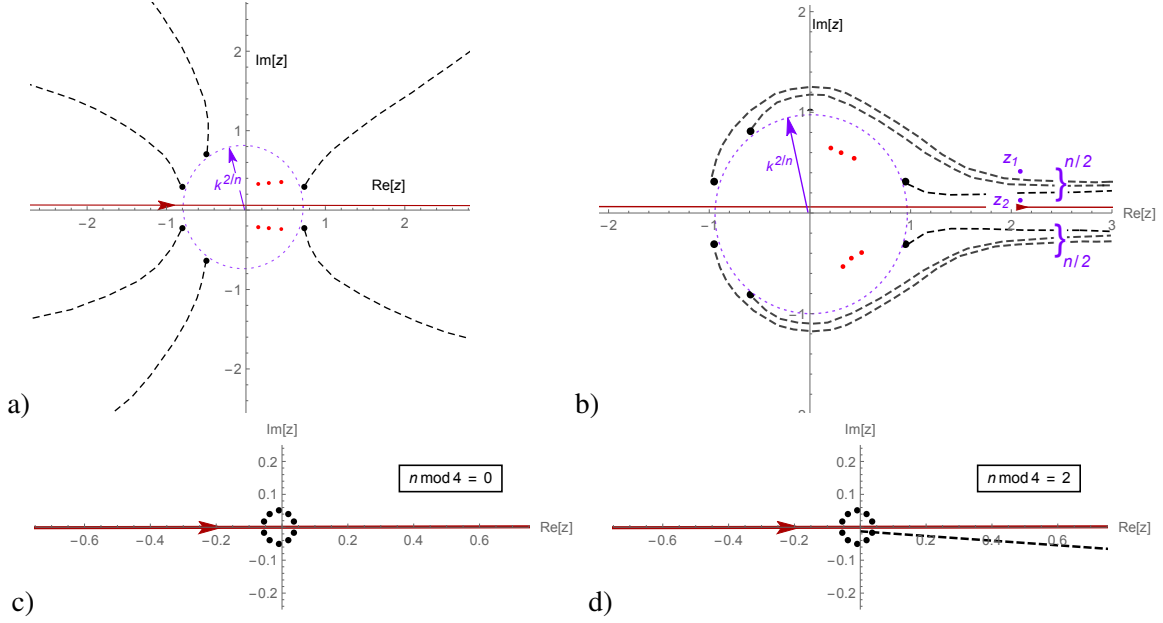 a)
Im[z]
Re[z]
k^{2/n}
−2
−1
1
2
2
1
−1
−2
b)
Im[z]
Re[z]
k^{2/n}
z_1
z_2
n/2
n/2
−2
−1
1
2
3
2
1
−1
c)
Im[z]
Re[z]
n mod 4 = 0
−0.6
−0.4
−0.2
0.2
0.4
0.6
0.2
0.1
−0.1
−0.2
d)
Im[z]
Re[z]
n mod 4 = 2
−0.6
−0.4
−0.2
0.2
0.4
0.6
0.2
0.1
−0.1
−0.2